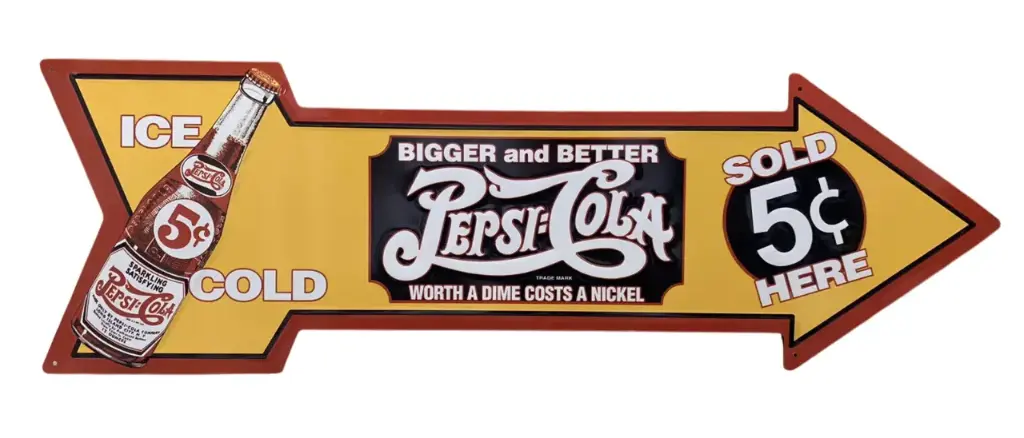 ICE
COLD
PEPSI-COLA
5¢
SPARKLING
SATISFYING
PEPSI-COLA
BIGGER and BETTER
PEPSI=COLA
TRADE MARK
WORTH A DIME COSTS A NICKEL
SOLD
5¢
HERE